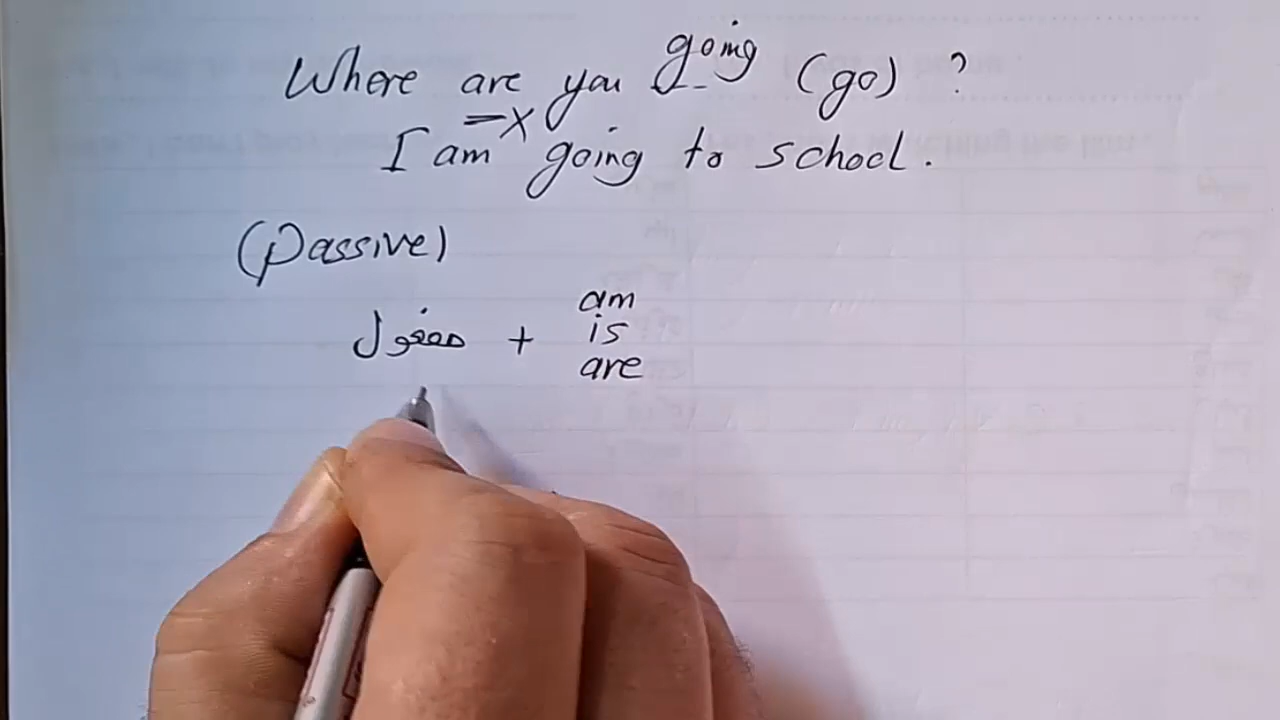 Where are you going (go) ?
X
I am going to school.
(Passive)
مفعول + am
is
are